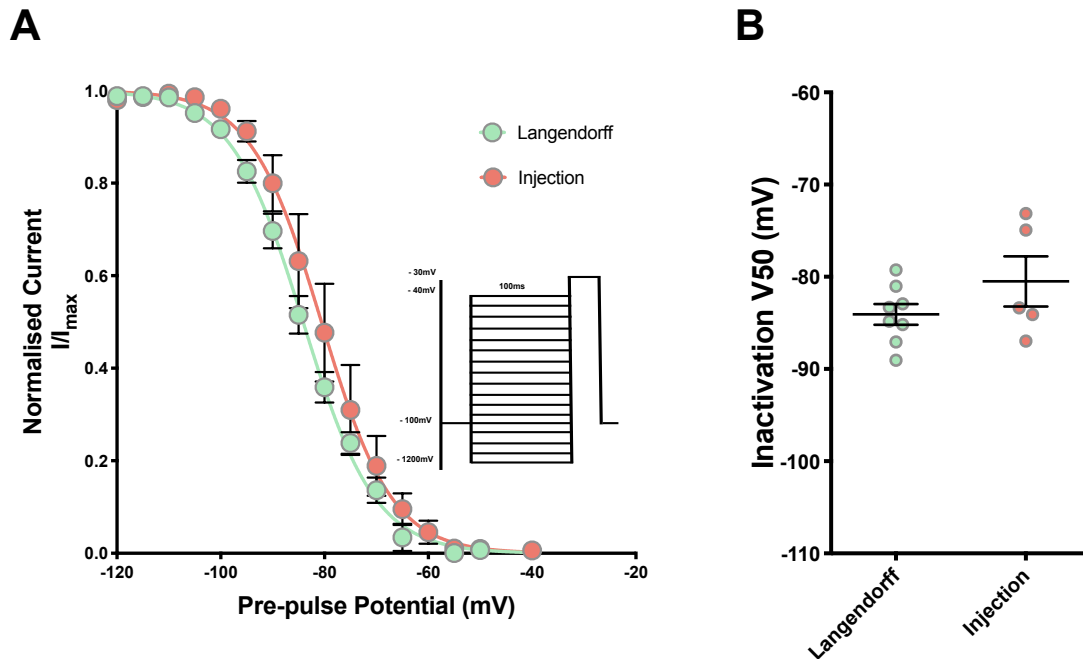 A
1.0
0.8
0.6
0.4
0.2
0.0
Normalised Current
I/Imax
-120
-100
-80
-60
-40
-20
Pre-pulse Potential (mV)
Langendorff
Injection
- 30mV
- 40mV
100ms
- 100mV
- 1200mV
B
-60
-70
-80
-90
-100
-110
Inactivation V50 (mV)
Langendorff
Injection